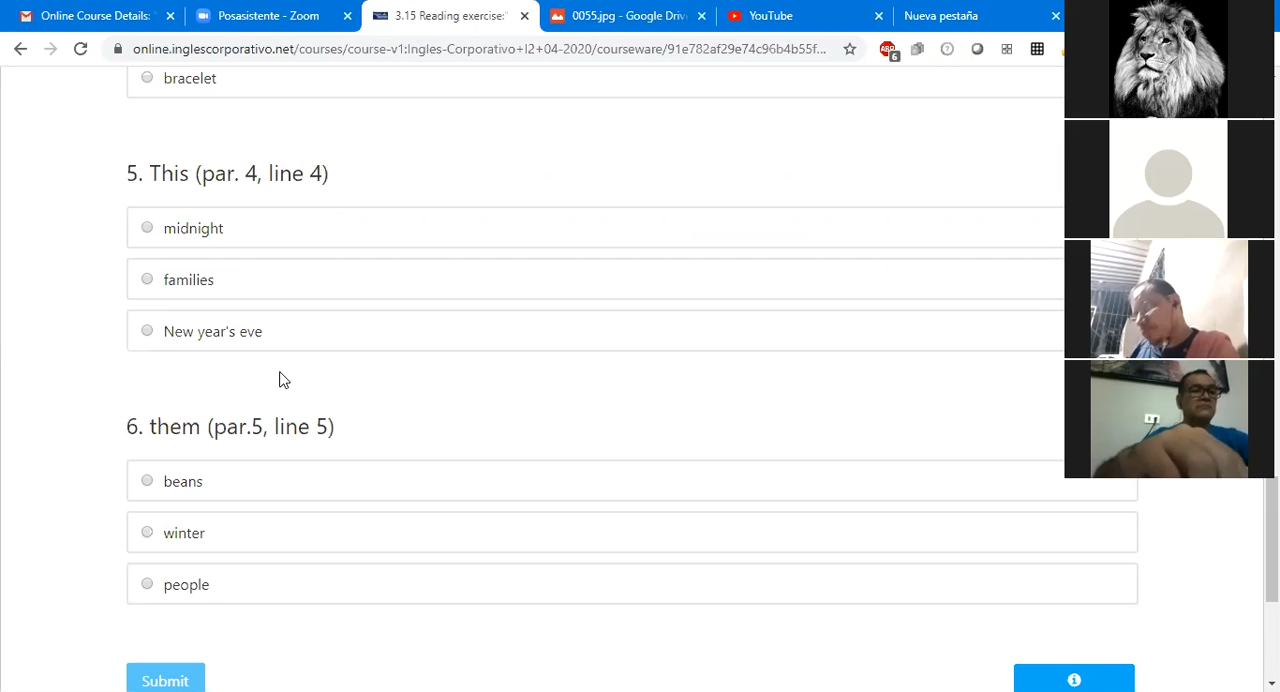 Online Course Details: "
Posasistente - Zoom
3.15 Reading exercise:"
0055.jpg - Google Driv
YouTube
Nueva pestaña
online.inglescorporativo.net/courses/course-v1:Ingles-Corporativo+I2+04-2020/courseware/91e782af29e74c96b4b55f...
ABP
6
bracelet
5. This (par. 4, line 4)
midnight
families
New year's eve
6. them (par.5, line 5)
beans
winter
people
Submit